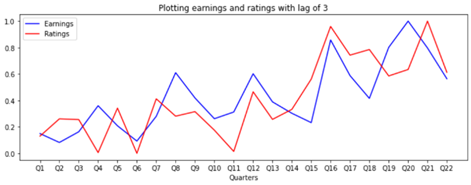 Plotting earnings and ratings with lag of 3
Earnings
Ratings
1.0
0.8
0.6
0.4
0.2
0.0
Q1 Q2 Q3 Q4 Q5 Q6 Q7 Q8 Q9 Q10 Q11 Q12 Q13 Q14 Q15 Q16 Q17 Q18 Q19 Q20 Q21 Q22
Quarters